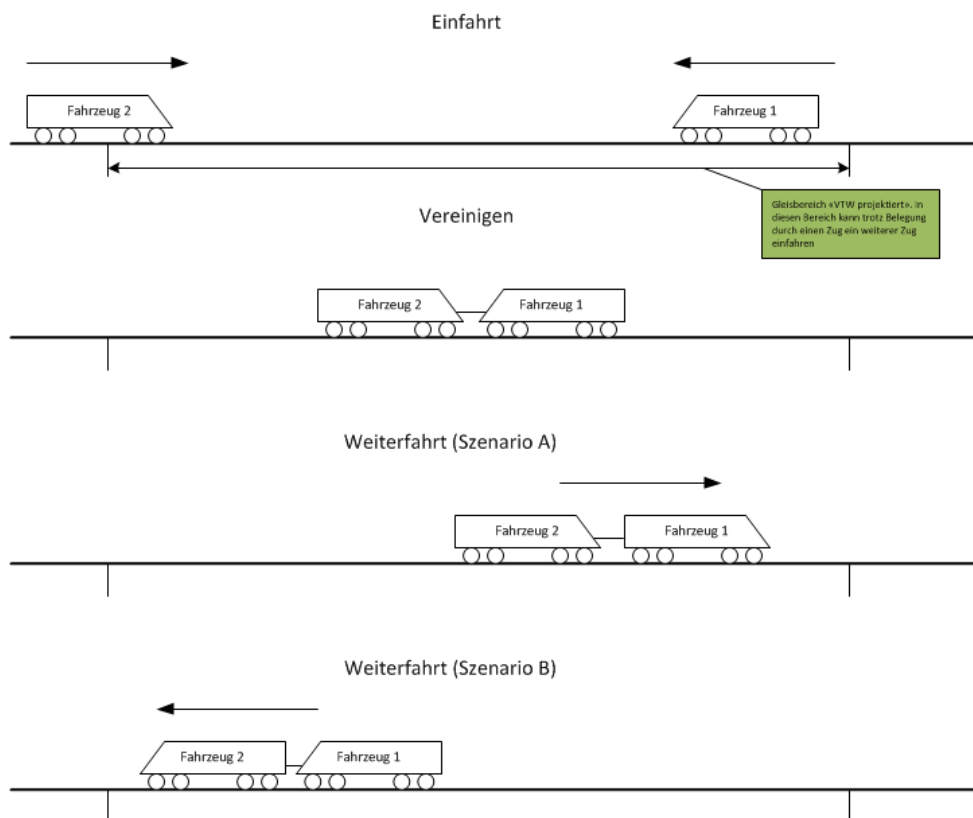 Einfahrt
Fahrzeug 2
Fahrzeug 1
Gleisbereich «VTW projektiert». In
diesen Bereich kann trotz Belegung
durch einen Zug ein weiterer Zug
einfahren
Vereinigen
Fahrzeug 2
Fahrzeug 1
Weiterfahrt (Szenario A)
Fahrzeug 2
Fahrzeug 1
Weiterfahrt (Szenario B)
Fahrzeug 2
Fahrzeug 1